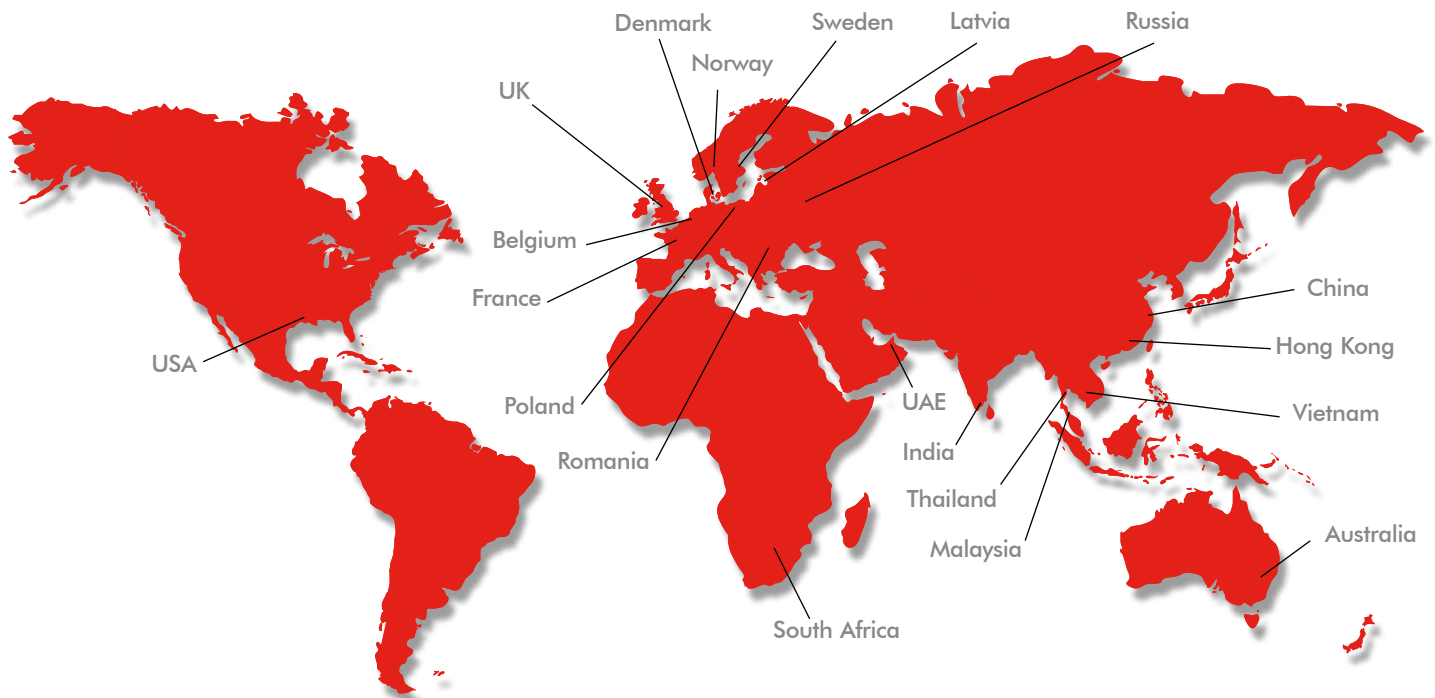 Denmark
Sweden
Latvia
Russia
Norway
UK
Belgium
China
France
Hong Kong
USA
Poland
UAE
Vietnam
India
Romania
Thailand
Australia
Malaysia
South Africa